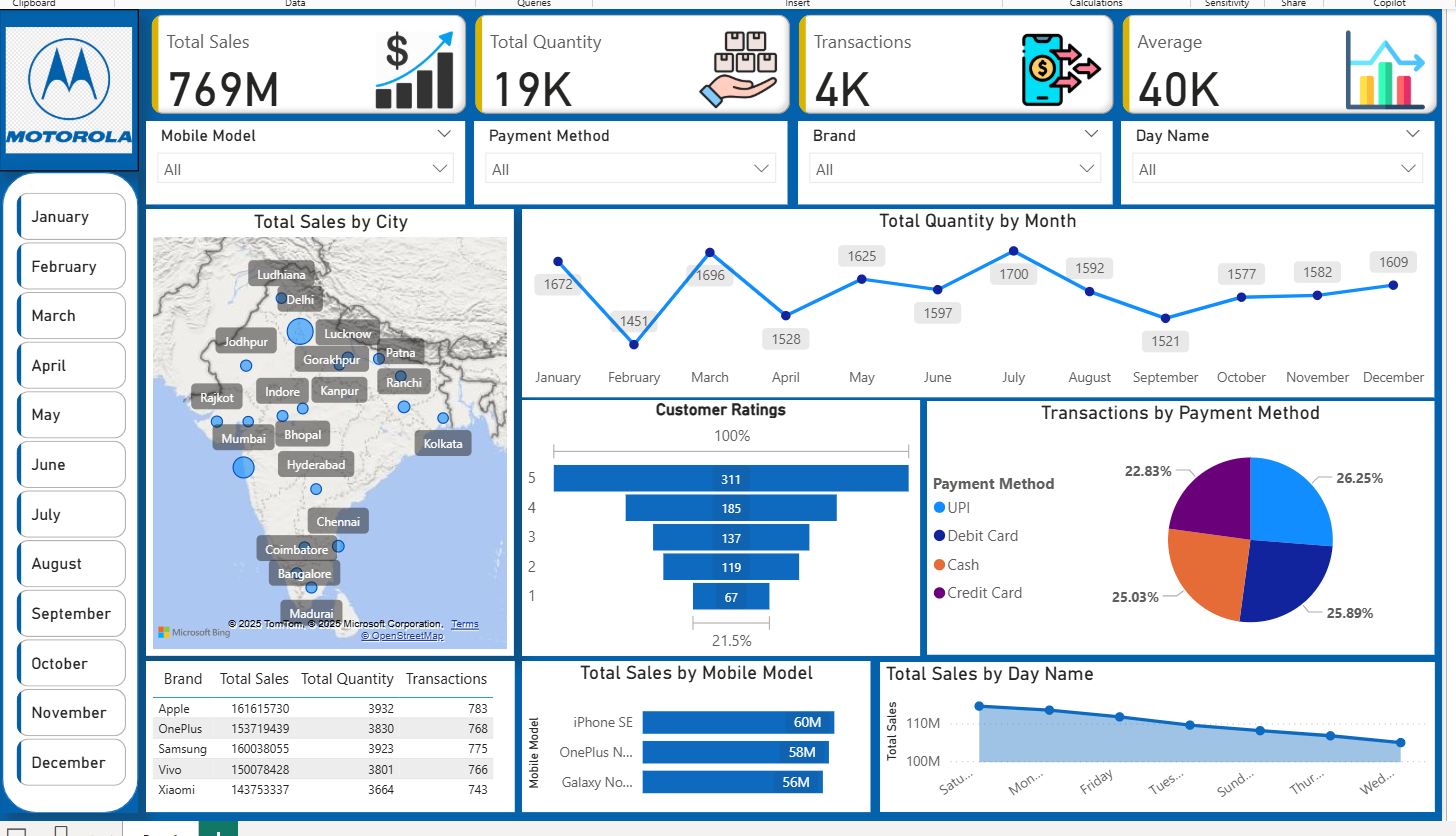 Clipboard
Data
Queries
Insert
Calculations
Sensitivity
Share
Copilot
MOTOROLA
Total Sales
769M
$
Total Quantity
19K
Transactions
4K
$
Average
40K
Mobile Model
All
Payment Method
All
Brand
All
Day Name
All
January
February
March
April
May
June
July
August
September
October
November
December
Total Sales by City
Ludhiana
Delhi
Lucknow
Jodhpur
Gorakhpur
Patna
Ranchi
Indore
Kanpur
Rajkot
Mumbai
Bhopal
Kolkata
Hyderabad
Chennai
Coimbatore
Bangalore
Madurai
Microsoft Bing
© 2025 TomTom, © 2025 Microsoft Corporation, Terms
© OpenStreetMap
Total Quantity by Month
1672
1451
1696
1528
1625
1597
1700
1592
1521
1577
1582
1609
January February March April May June July August September October November December
Customer Ratings
100%
5 311
4 185
3 137
2 119
1 67
21.5%
Transactions by Payment Method
Payment Method
UPI
Debit Card
Cash
Credit Card
22.83%
26.25%
25.03%
25.89%
Brand Total Sales Total Quantity Transactions
Apple 161615730 3932 783
OnePlus 153719439 3830 768
Samsung 160038055 3923 775
Vivo 150078428 3801 766
Xiaomi 143753337 3664 743
Total Sales by Mobile Model
Mobile Model
iPhone SE 60M
OnePlus N... 58M
Galaxy No... 56M
Total Sales by Day Name
Total Sales
110M
100M
Satu... Mon... Friday Tues... Sund... Thur... Wed...